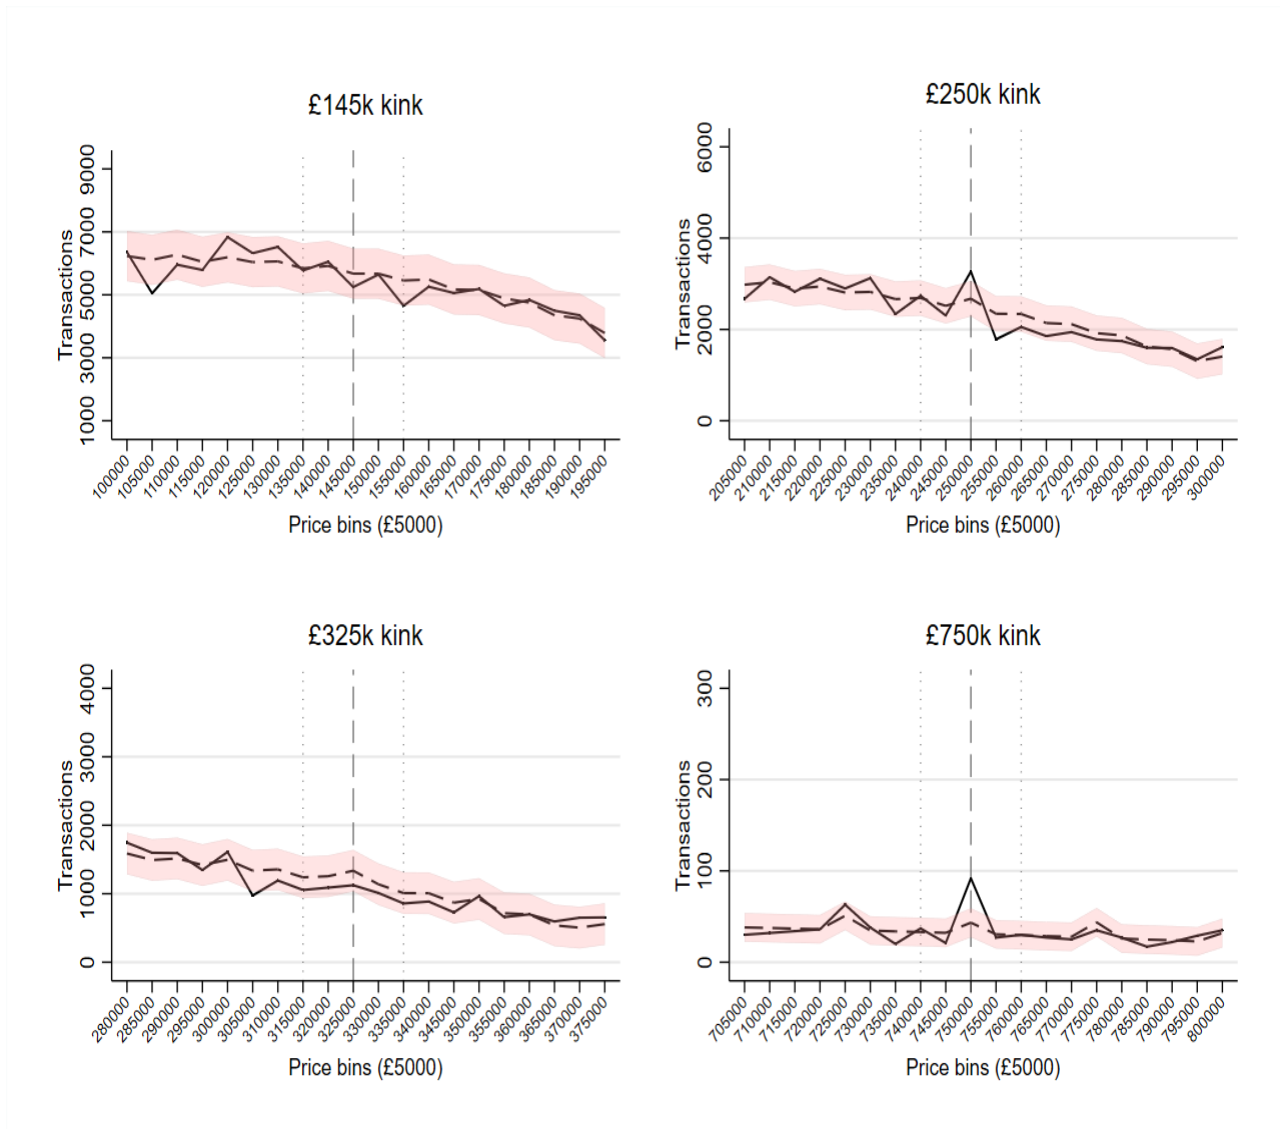 £145k kink
Transactions
9000
7000
5000
3000
1000
100000 105000 110000 115000 120000 125000 130000 135000 140000 145000 150000 155000 160000 165000 170000 175000 180000 185000 190000 195000
Price bins (£5000)
£250k kink
Transactions
6000
4000
2000
0
205000 210000 215000 220000 225000 230000 235000 240000 245000 250000 255000 260000 265000 270000 275000 280000 285000 290000 295000 300000
Price bins (£5000)
£325k kink
Transactions
4000
3000
2000
1000
0
280000 285000 290000 295000 300000 305000 310000 315000 320000 325000 330000 335000 340000 345000 350000 355000 360000 365000 370000 375000
Price bins (£5000)
£750k kink
Transactions
300
200
100
0
705000 710000 715000 720000 725000 730000 735000 740000 745000 750000 755000 760000 765000 770000 775000 780000 785000 790000 795000 800000
Price bins (£5000)